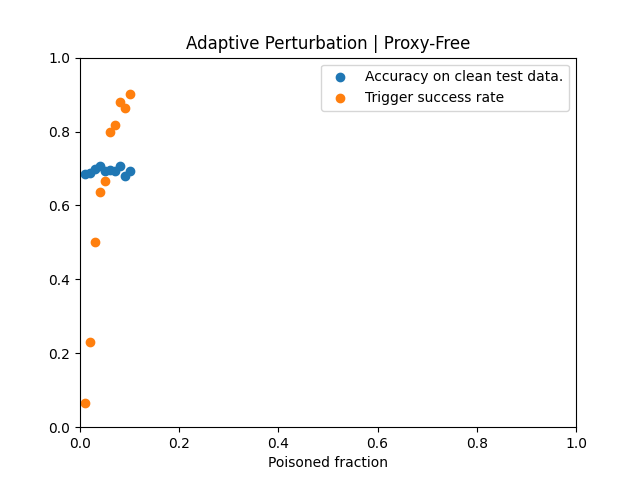 Adaptive Perturbation | Proxy-Free
1.0
Accuracy on clean test data.
Trigger success rate
0.8
0.6
0.4
0.2
0.0
0.0 0.2 0.4 0.6 0.8 1.0
Poisoned fraction